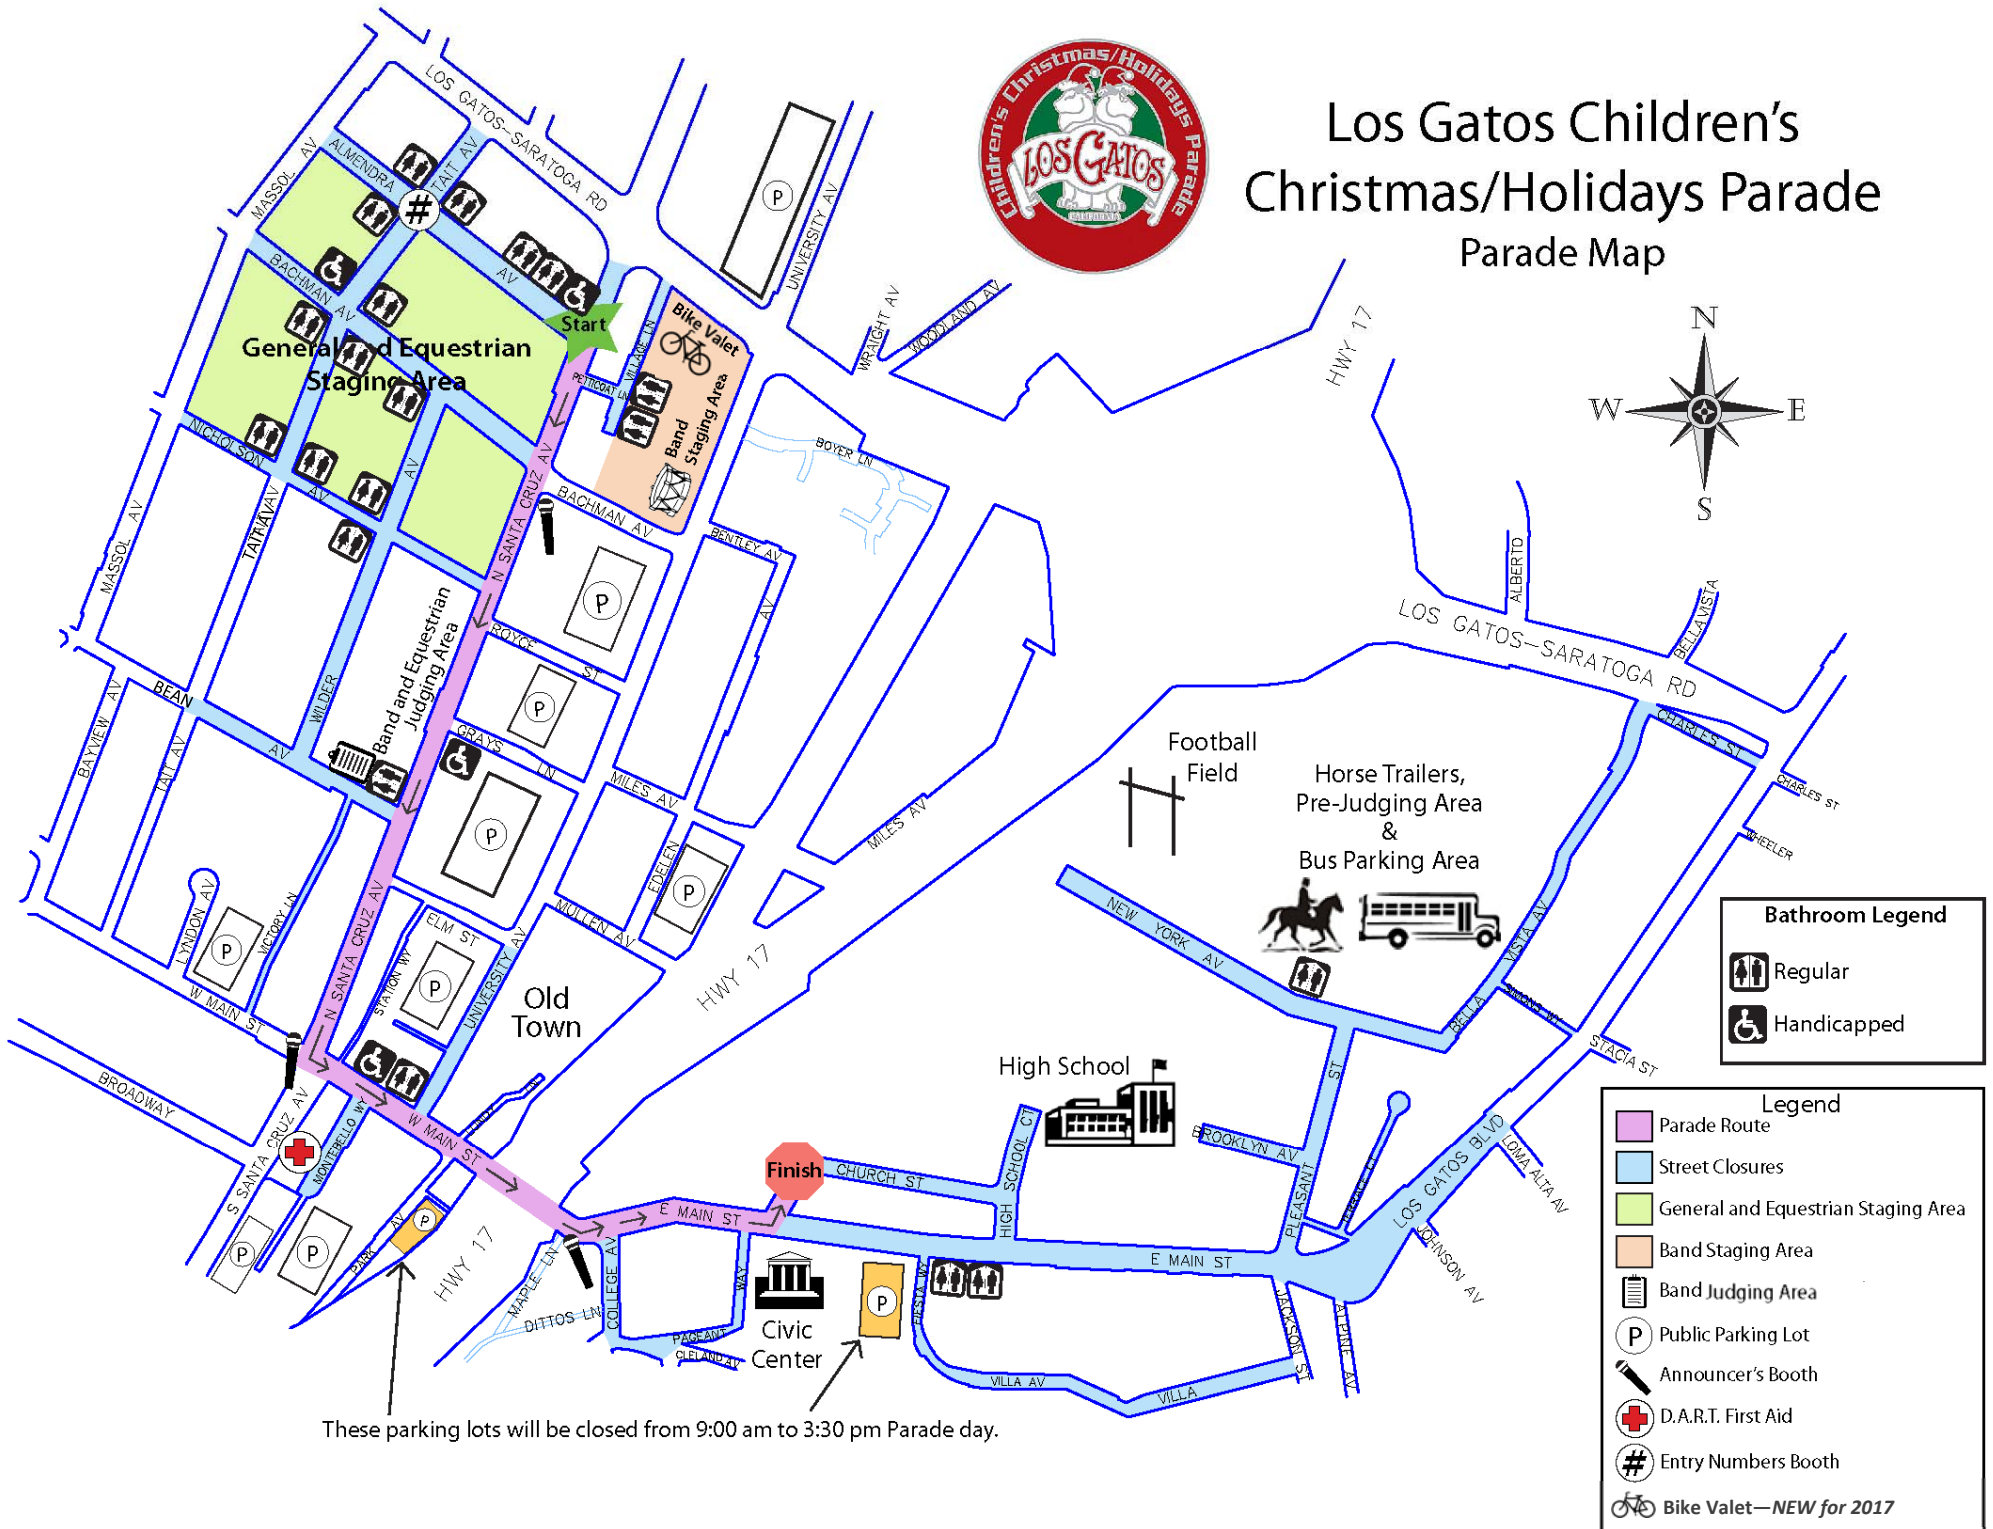 Los Gatos Children's
Christmas/Holidays Parade
Parade Map
Children's Christmas/Holidays Parade
LOS GATOS
CALIFORNIA
N
W
E
S
LOS GATOS-SARATOGA RD
MASSOL AV
ALMENDRA
AV
TAIT AV
#
BACHMAN AV
General and Equestrian
Staging Area
Start
VILLAGE LN
PETTICOAT LN
Bike Valet
Band
Staging Area
P
UNIVERSITY AV
WRAIGHT AV
WOODLAND AV
HWY 17
BOYER LN
NICHOLSON
AV
AV
TAIT AV
MASSOL AV
N SANTA CRUZ AV
BACHMAN AV
BENTLEY AV
AV
P
ROYCE ST
P
Band and Equestrian
Judging Area
WILDER
BEAN
AV
BAYVIEW AV
TAIT AV
GRAYS LN
P
MILES AV
MILES AV
EDELEN
P
MULLEN AV
LYNDON AV
P
VICTORY LN
N SANTA CRUZ AV
ELM ST
STATION WY
P
UNIVERSITY AV
Old
Town
HWY 17
W MAIN ST
BROADWAY
S SANTA CRUZ AV
MONTEBELLO WY
W MAIN ST
P
P
PARK AV
P
HWY 17
MAPLE LN
DITTOS LN
COLLEGE AV
E MAIN ST
Finish
CHURCH ST
HIGH SCHOOL CT
High School
WAY
PAGEANT
CLELAND AV
Civic
Center
P
FIESTA WY
VILLA AV
VILLA
E MAIN ST
JACKSON ST
ALPINE AV
JOHNSON AV
LOMA ALTA AV
LOS GATOS BLVD
TERRACE CT
PLEASANT
ST
BROOKLYN AV
NEW YORK AV
Football
Field
Horse Trailers,
Pre-Judging Area
&
Bus Parking Area
BELLA VISTA AV
SIMONS WY
STACIA ST
WHEELER
CHARLES ST
CHARLES ST
LOS GATOS-SARATOGA RD
ALBERTO
BELLA VISTA
These parking lots will be closed from 9:00 am to 3:30 pm Parade day.
Bathroom Legend
Regular
Handicapped
Legend
Parade Route
Street Closures
General and Equestrian Staging Area
Band Staging Area
Band Judging Area
P Public Parking Lot
Announcer's Booth
D.A.R.T. First Aid
# Entry Numbers Booth
Bike Valet—NEW for 2017